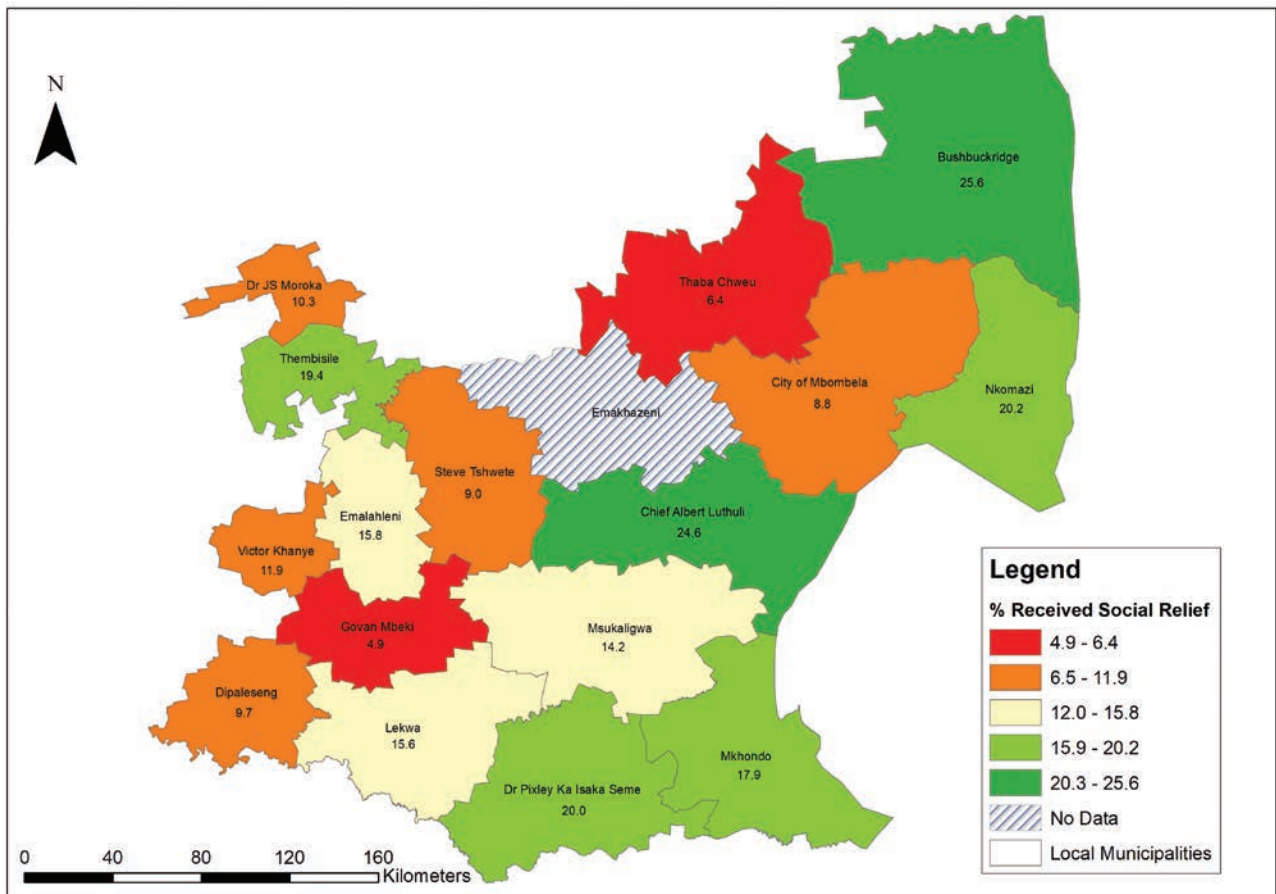 N
Bushbuckridge
25.6
Thaba Chweu
6.4
Dr JS Moroka
10.3
Thembisile
19.4
City of Mbombela
8.8
Nkomazi
20.2
Emakhazeni
Steve Tshwete
9.0
Chief Albert Luthuli
24.6
Emalahleni
15.8
Victor Khanye
11.9
Govan Mbeki
4.9
Msukaligwa
14.2
Dipaleseng
9.7
Lekwa
15.6
Mkhondo
17.9
Dr Pixley Ka Isaka Seme
20.0
Legend
% Received Social Relief
4.9 - 6.4
6.5 - 11.9
12.0 - 15.8
15.9 - 20.2
20.3 - 25.6
No Data
Local Municipalities
0 40 80 120 160
Kilometers